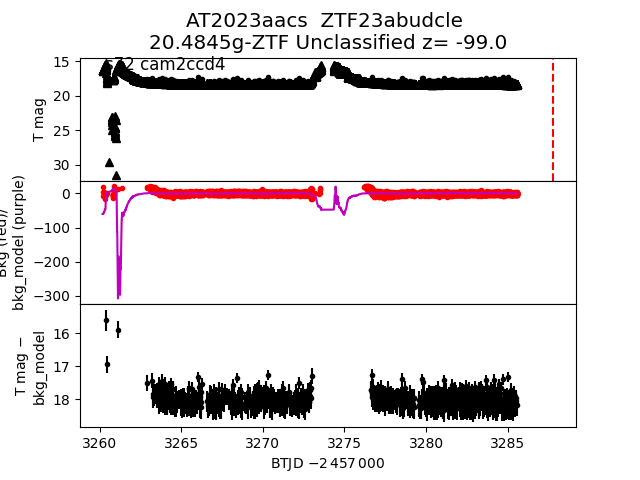 AT2023aacs ZTF23abudcle
20.4845g-ZTF Unclassified z= -99.0
72 cam2ccd4
T mag
15
20
25
30
Bkg (red)/
bkg_model (purple)
0
−100
−200
−300
T mag −
bkg_model
16
17
18
3260
3265
3270
3275
3280
3285
BTJD −2 457 000